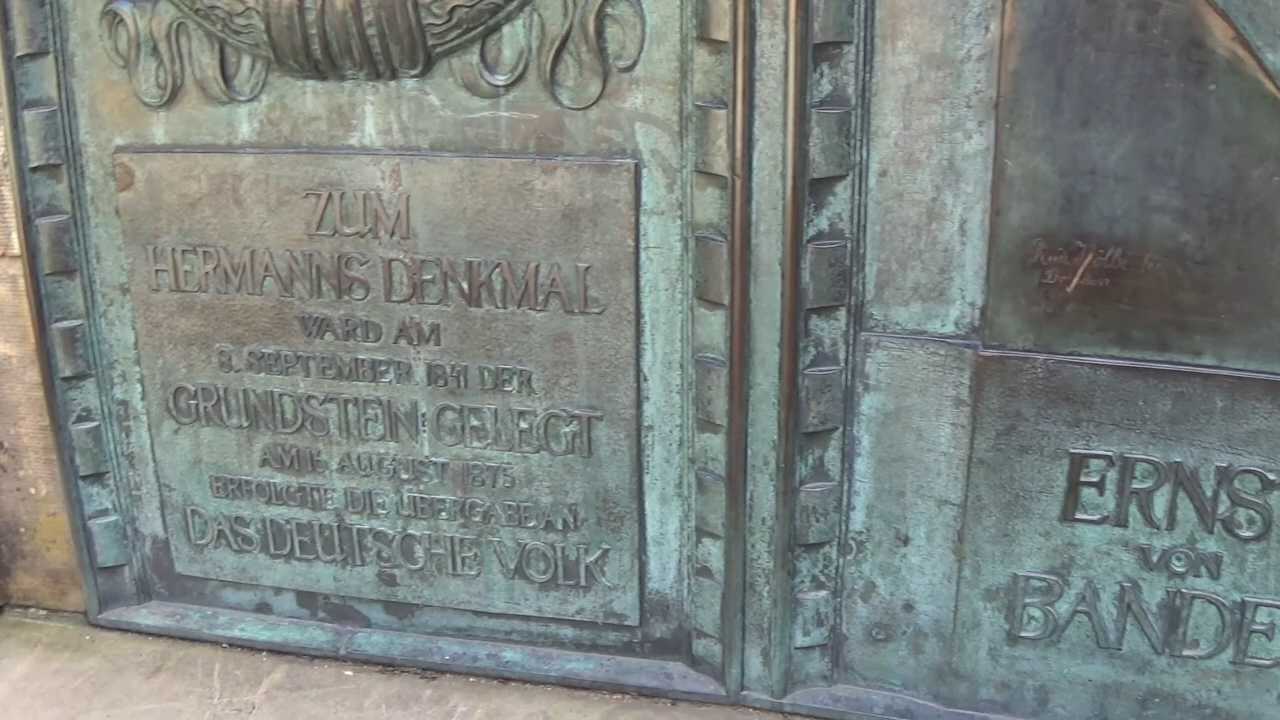 ZUM
HERMANNS DENKMAL
WARD AM
8. SEPTEMBER 1841 DER
GRUNDSTEIN GELEGT
AM 16 AUGUST 1875
ERFOLGTE DIE ÜBERGABE AN
DAS DEUTSCHE VOLK
ERNS
VON
BANDE